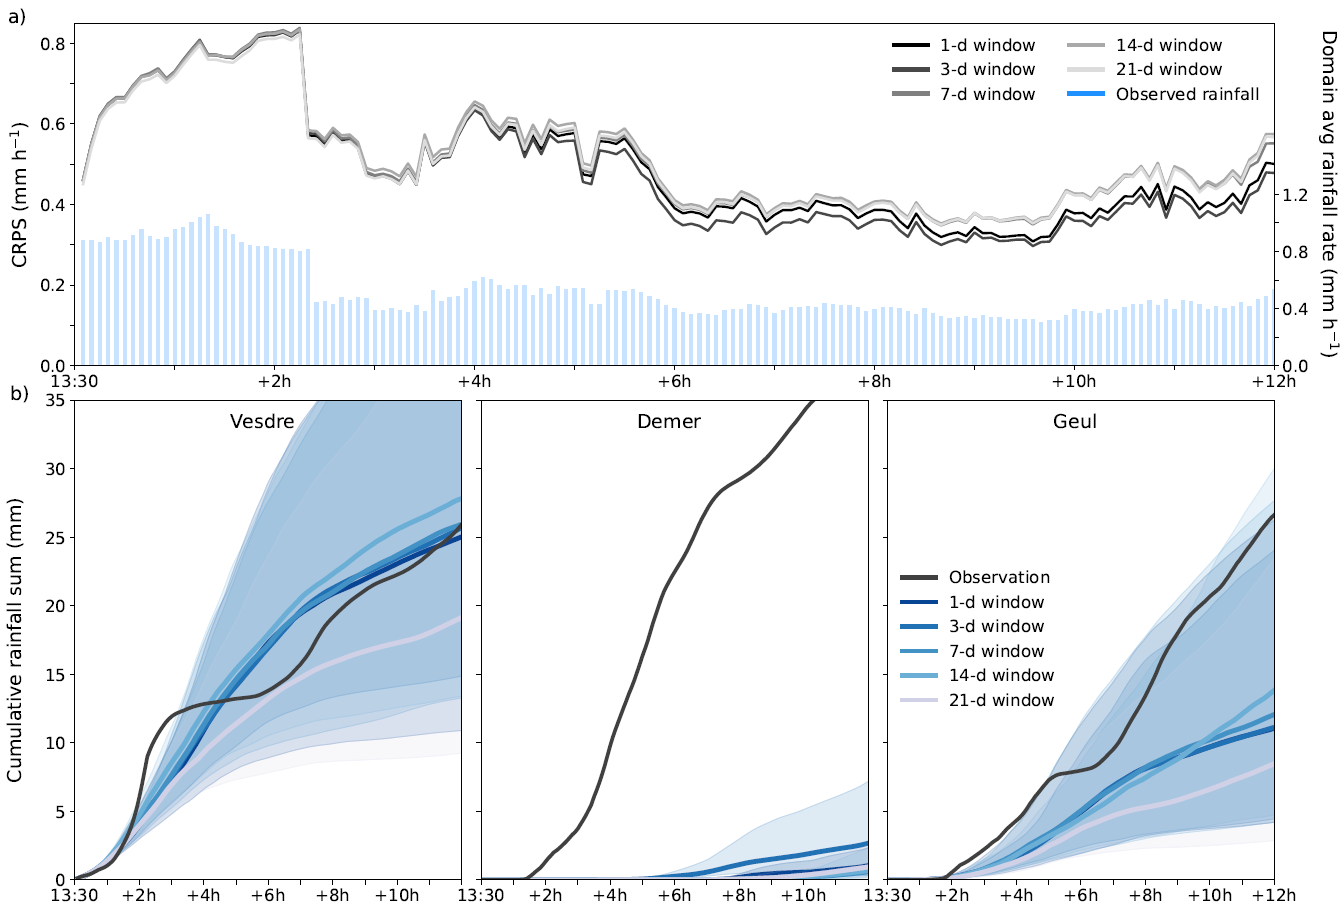 a)
CRPS (mm h⁻¹)
0.8
0.6
0.4
0.2
0.0
1-d window
3-d window
7-d window
14-d window
21-d window
Observed rainfall
Domain avg rainfall rate (mm h⁻¹)
1.2
0.8
0.4
0.0
13:30 +2h +4h +6h +8h +10h +12h
b)
Cumulative rainfall sum (mm)
35
30
25
20
15
10
5
0
Vesdre
Demer
Geul
Observation
1-d window
3-d window
7-d window
14-d window
21-d window
13:30 +2h +4h +6h +8h +10h 13:30 +2h +4h +6h +8h +10h 13:30 +2h +4h +6h +8h +10h +12h